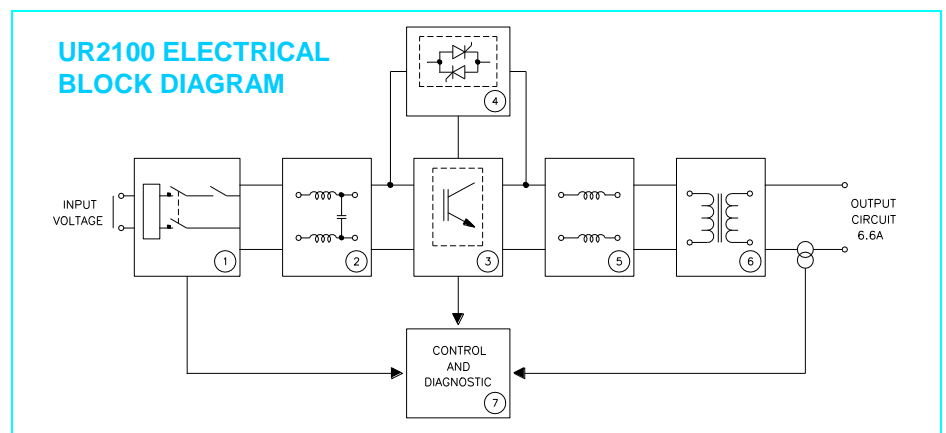 UR2100 ELECTRICAL
BLOCK DIAGRAM
4
INPUT
VOLTAGE
OUTPUT
CIRCUIT
6.6A
1
2
3
5
6
CONTROL
AND
DIAGNOSTIC
7